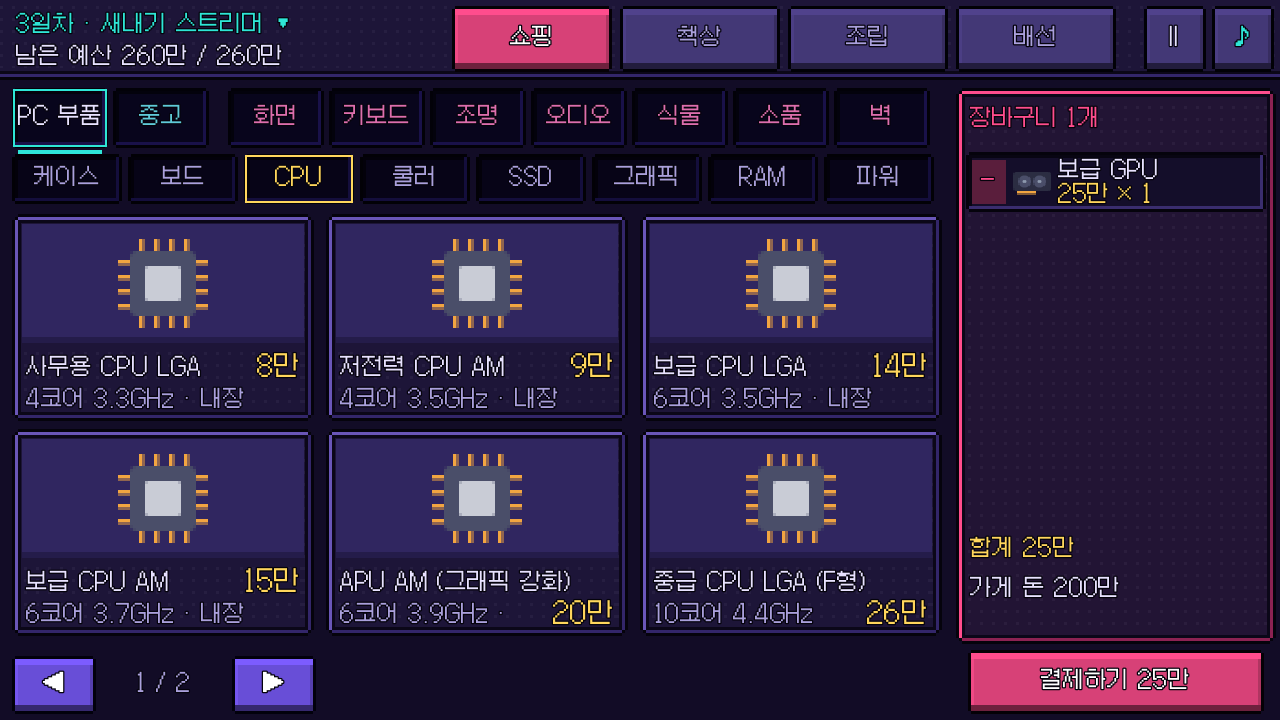 3일차 · 새내기 스트리머 ▼
남은 예산 260만 / 260만
쇼핑
책상
조립
배선
II
♪
PC 부품
중고
화면
키보드
조명
오디오
식물
소품
벽
케이스
보드
CPU
쿨러
SSD
그래픽
RAM
파워
사무용 CPU LGA 8만
4코어 3.3GHz · 내장
저전력 CPU AM 9만
4코어 3.5GHz · 내장
보급 CPU LGA 14만
6코어 3.5GHz · 내장
보급 CPU AM 15만
6코어 3.7GHz · 내장
APU AM (그래픽 강화)
6코어 3.9GHz · 20만
중급 CPU LGA (F형)
10코어 4.4GHz 26만
◀ 1 / 2 ▶
장바구니 1개
−
보급 GPU
25만 × 1
합계 25만
가게 돈 200만
결제하기 25만